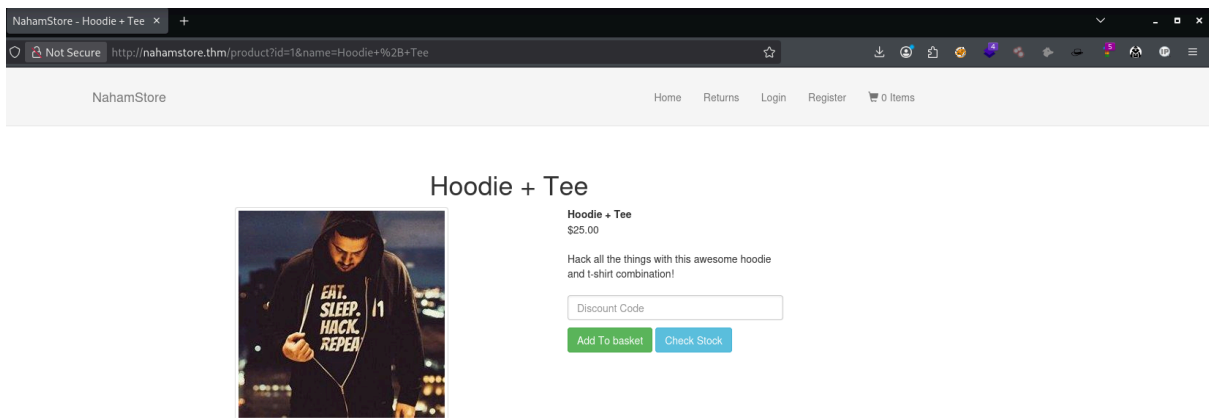 NahamStore - Hoodie + Tee × +
Not Secure http://nahamstore.thm/product?id=1&name=Hoodie+%2B+Tee
4
5
NahamStore Home Returns Login Register 0 Items
Hoodie + Tee
Hoodie + Tee
$25.00
Hack all the things with this awesome hoodie
and t-shirt combination!
Discount Code
Add To basket Check Stock
EAT.
SLEEP.
HACK.
REPEA